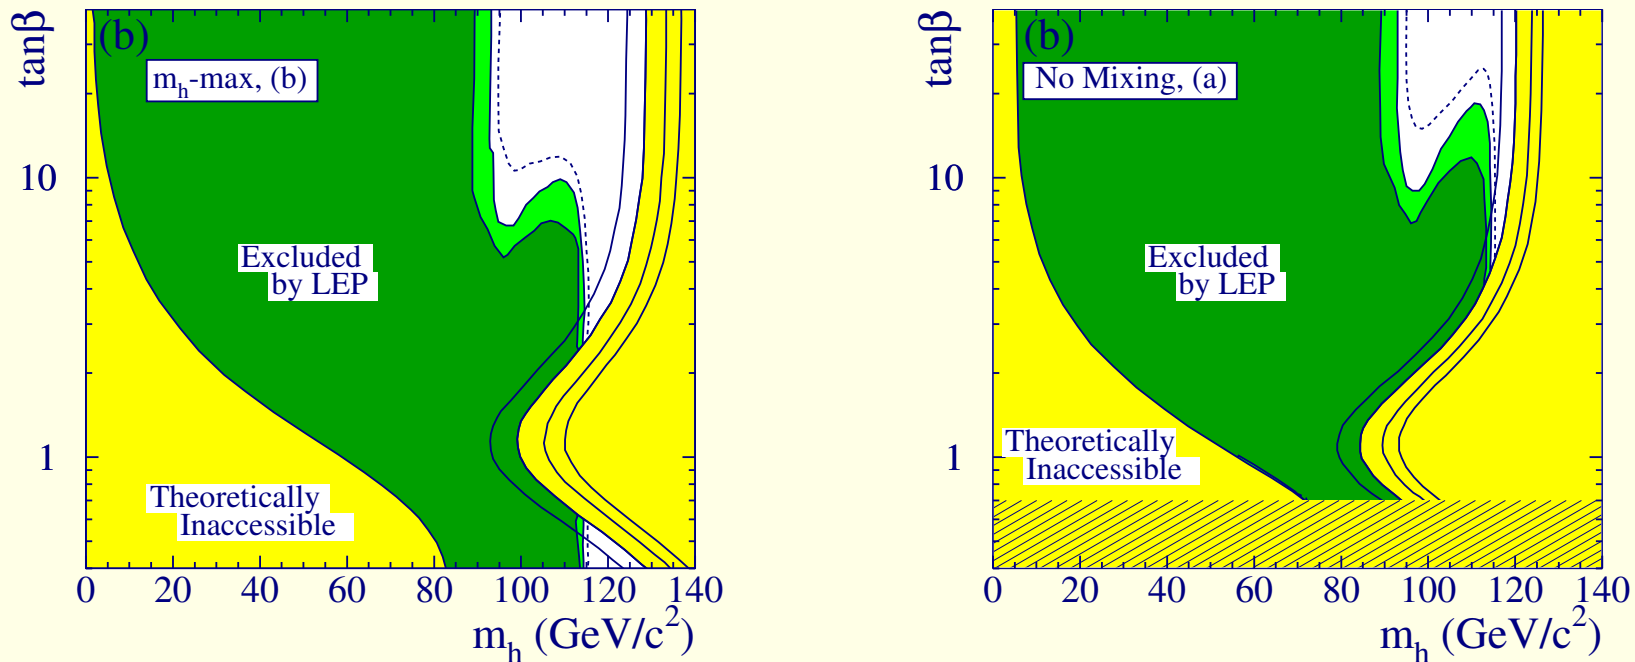 tanβ
(b)
m_h-max, (b)
10
Excluded
by LEP
1
Theoretically
Inaccessible
0 20 40 60 80 100 120 140
m_h (GeV/c²)
tanβ
(b)
No Mixing, (a)
10
Excluded
by LEP
1
Theoretically
Inaccessible
0 20 40 60 80 100 120 140
m_h (GeV/c²)